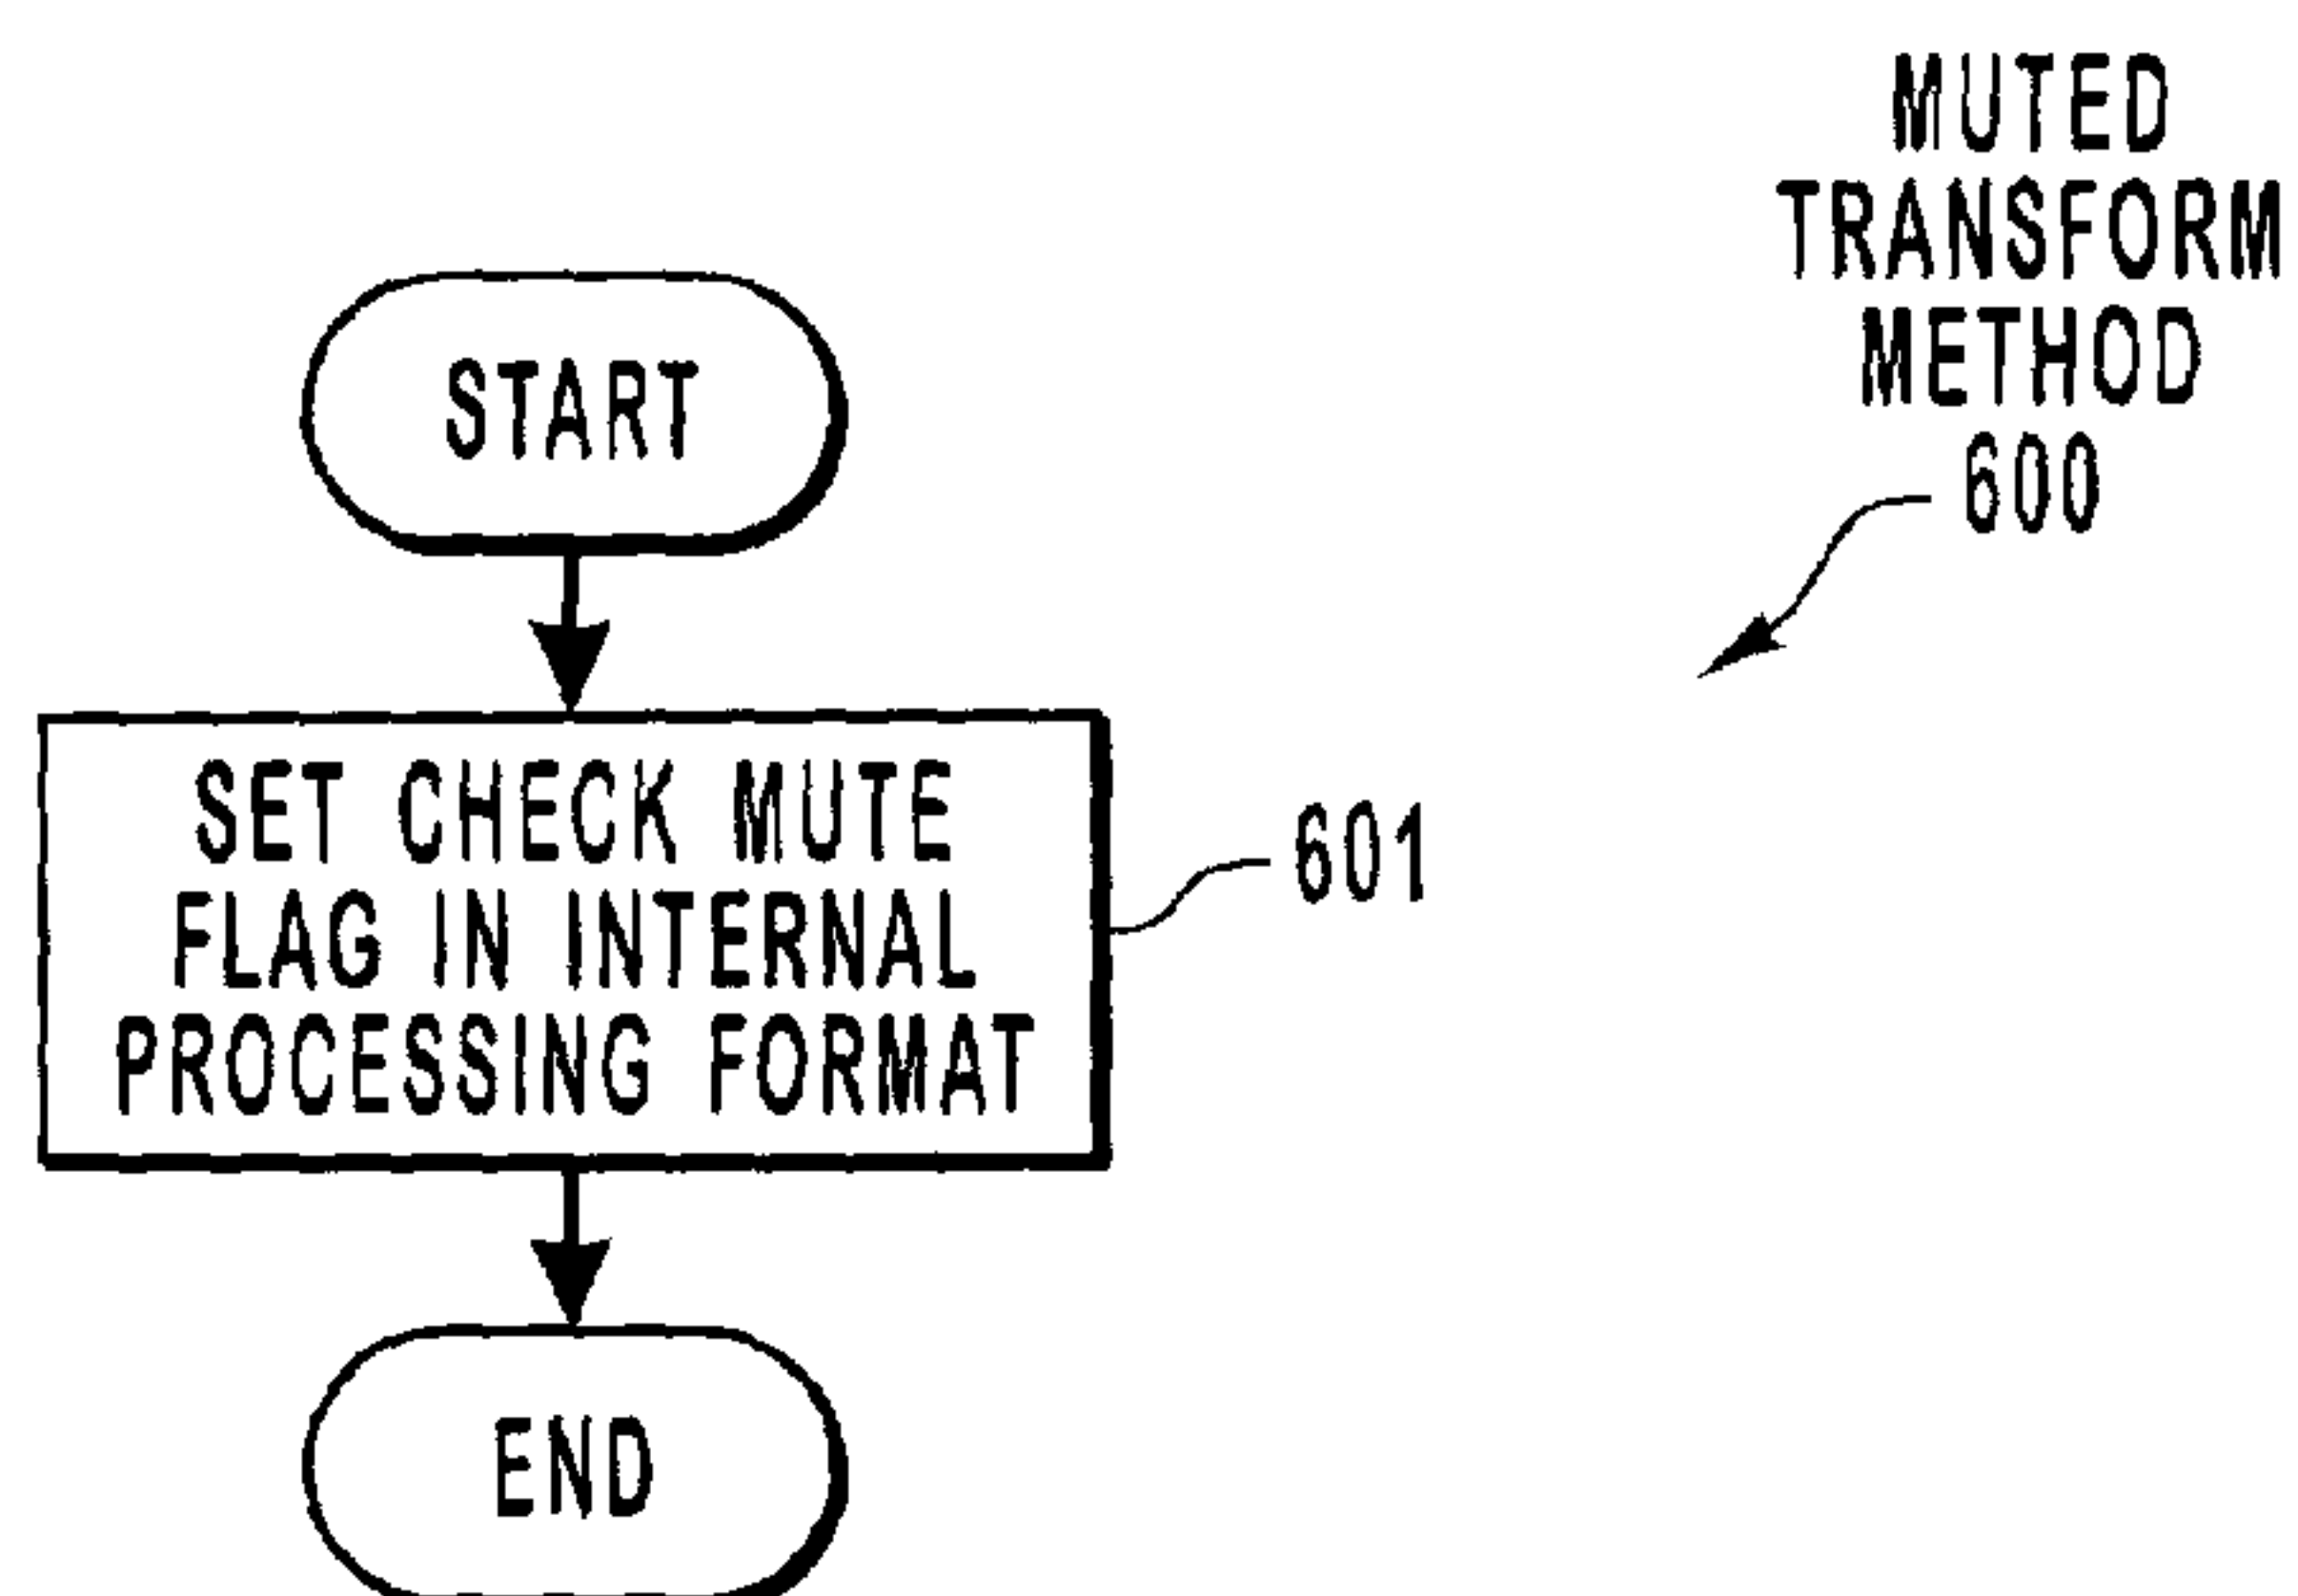 MUTED
TRANSFORM
METHOD
600
START
SET CHECK MUTE
FLAG IN INTERNAL
PROCESSING FORMAT
601
END